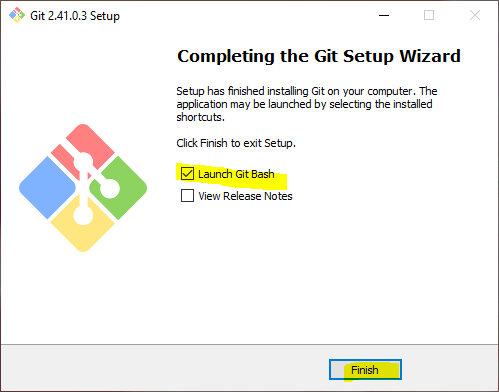 Git 2.41.0.3 Setup
Completing the Git Setup Wizard
Setup has finished installing Git on your computer. The
application may be launched by selecting the installed
shortcuts.
Click Finish to exit Setup.
Launch Git Bash
View Release Notes
Finish